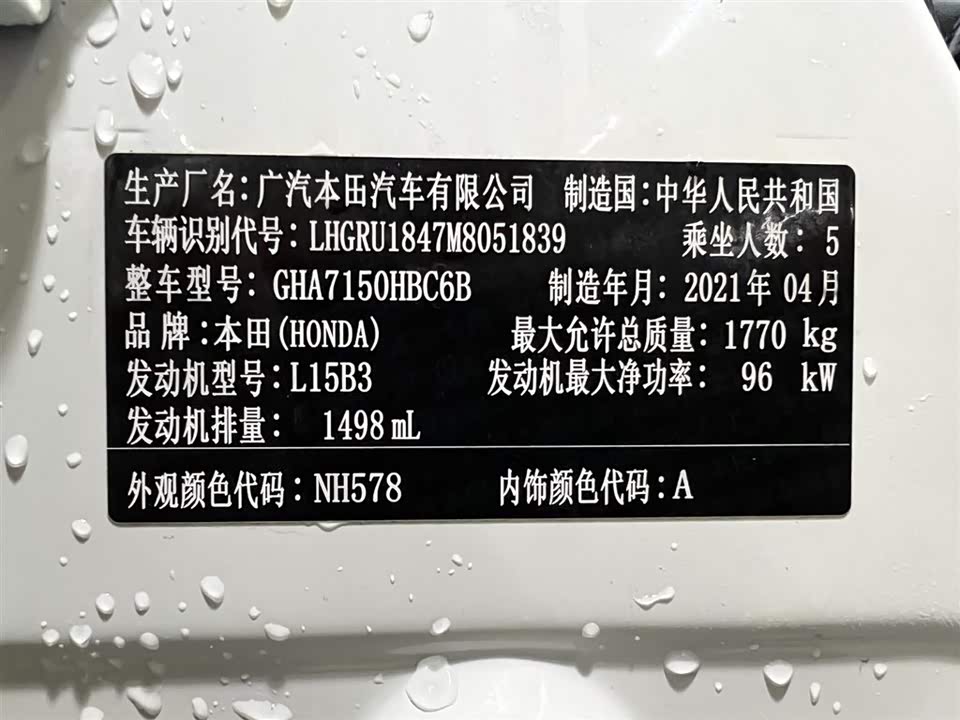 生产厂名:广汽本田汽车有限公司 制造国:中华人民共和国
车辆识别代号:LHGRU1847M8051839 乘坐人数:5
整车型号:GHA7150HBC6B 制造年月:2021年04月
品牌:本田(HONDA) 最大允许总质量:1770 kg
发动机型号:L15B3 发动机最大净功率:96 kW
发动机排量:1498 mL
外观颜色代码:NH578 内饰颜色代码:A